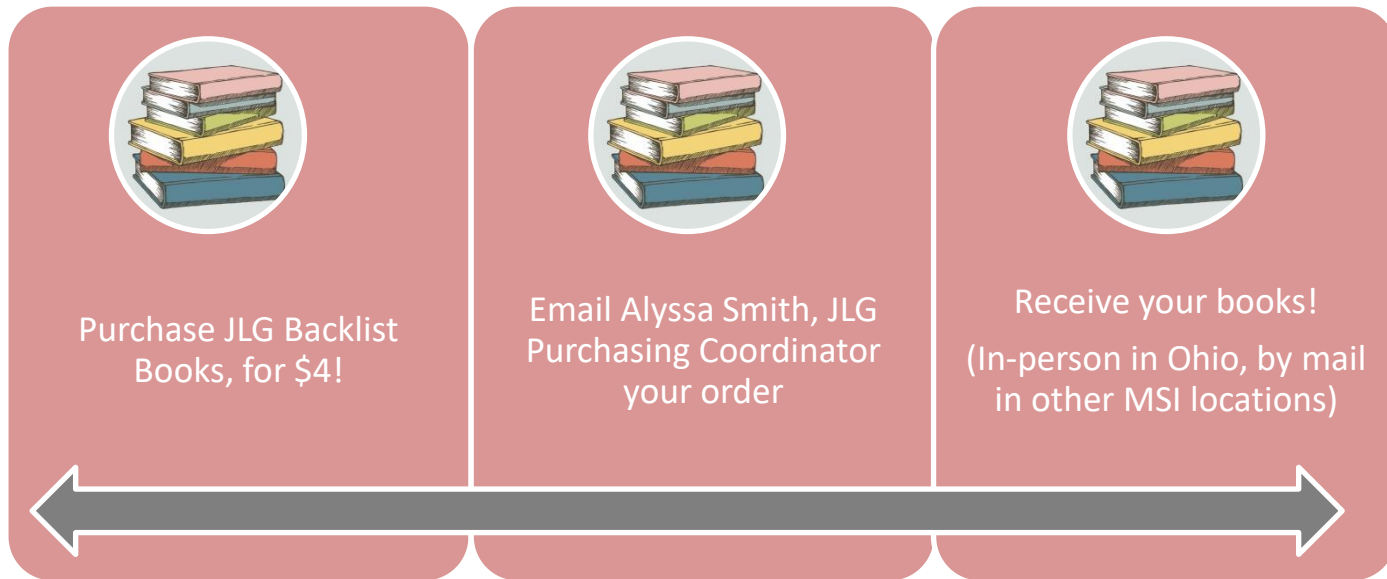 Purchase JLG Backlist
Books, for $4!
Email Alyssa Smith, JLG
Purchasing Coordinator
your order
Receive your books!
(In-person in Ohio, by mail
in other MSI locations)